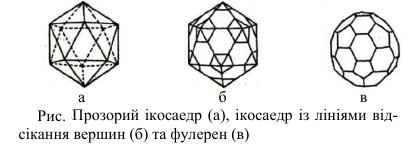 а б в
Рис. Прозорий ікосаедр (а), ікосаедр із лініями від-
сікання вершин (б) та фулерен (в)